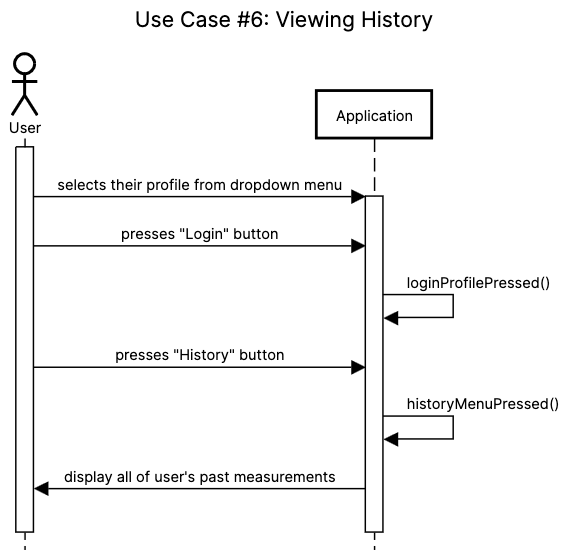 Use Case #6: Viewing History
User
Application
selects their profile from dropdown menu
presses "Login" button
loginProfilePressed()
presses "History" button
historyMenuPressed()
display all of user's past measurements